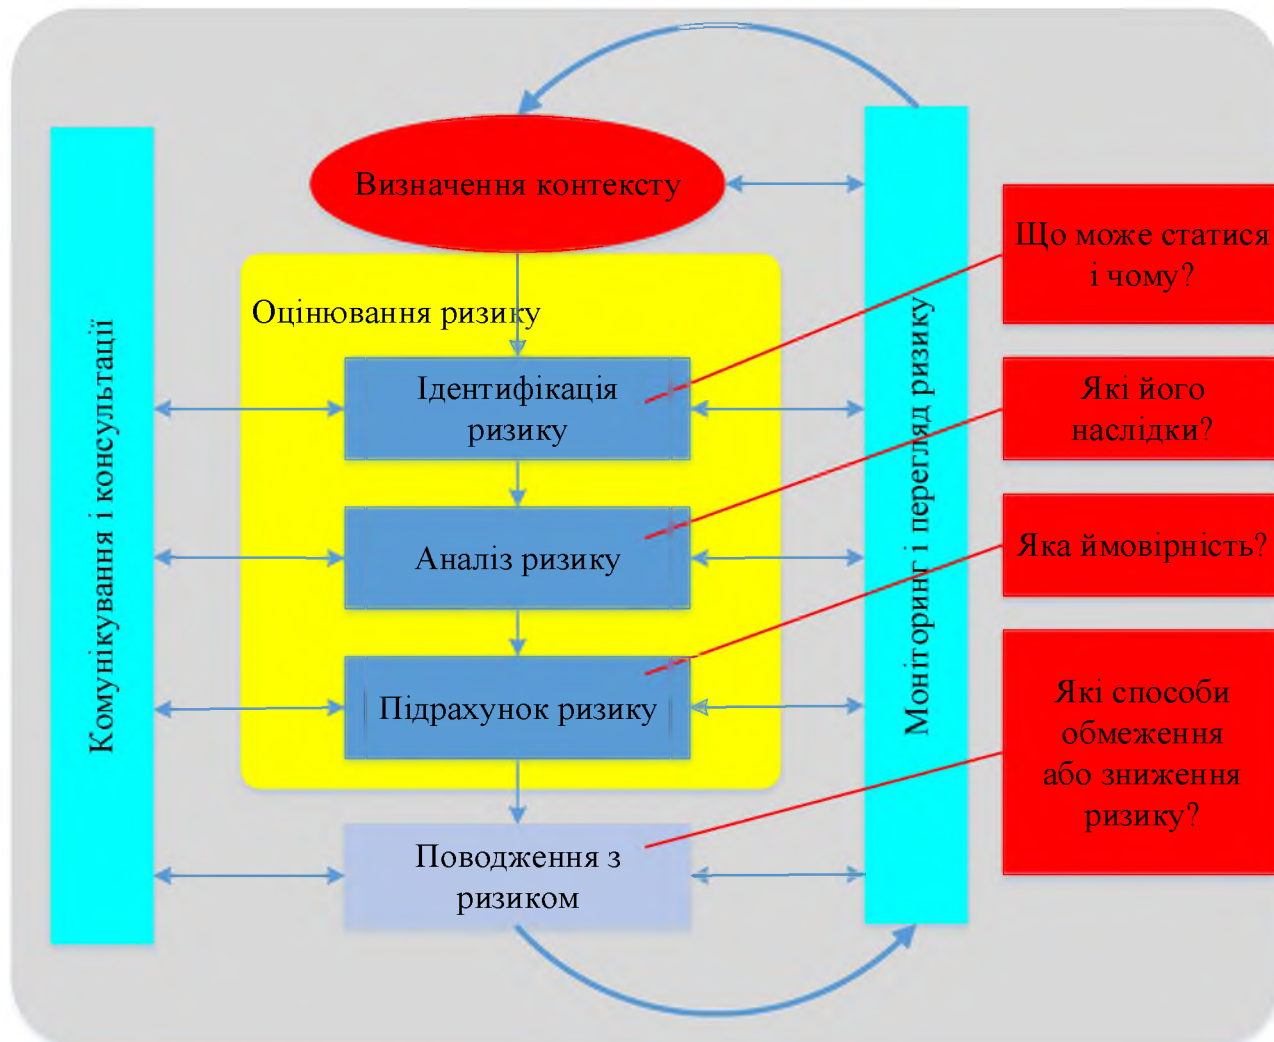 Визначення контексту
Оцінювання ризику
Ідентифікація
ризику
Аналіз ризику
Підрахунок ризику
Поводження з
ризиком
Комунікування і консультації
Моніторинг і перегляд ризику
Що може статися
і чому?
Які його
наслідки?
Яка ймовірність?
Які способи
обмеження
або зниження
ризику?